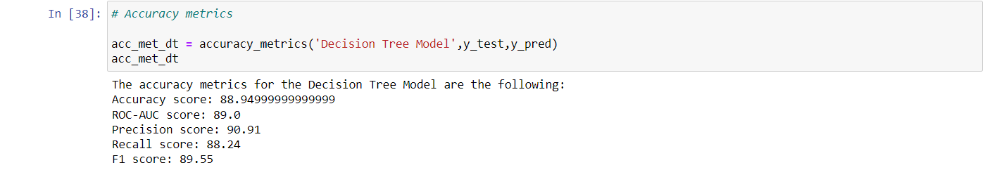 In [38]: # Accuracy metrics
acc_met_dt = accuracy_metrics('Decision Tree Model',y_test,y_pred)
acc_met_dt
The accuracy metrics for the Decision Tree Model are the following:
Accuracy score: 88.94999999999999
ROC-AUC score: 89.0
Precision score: 90.91
Recall score: 88.24
F1 score: 89.55